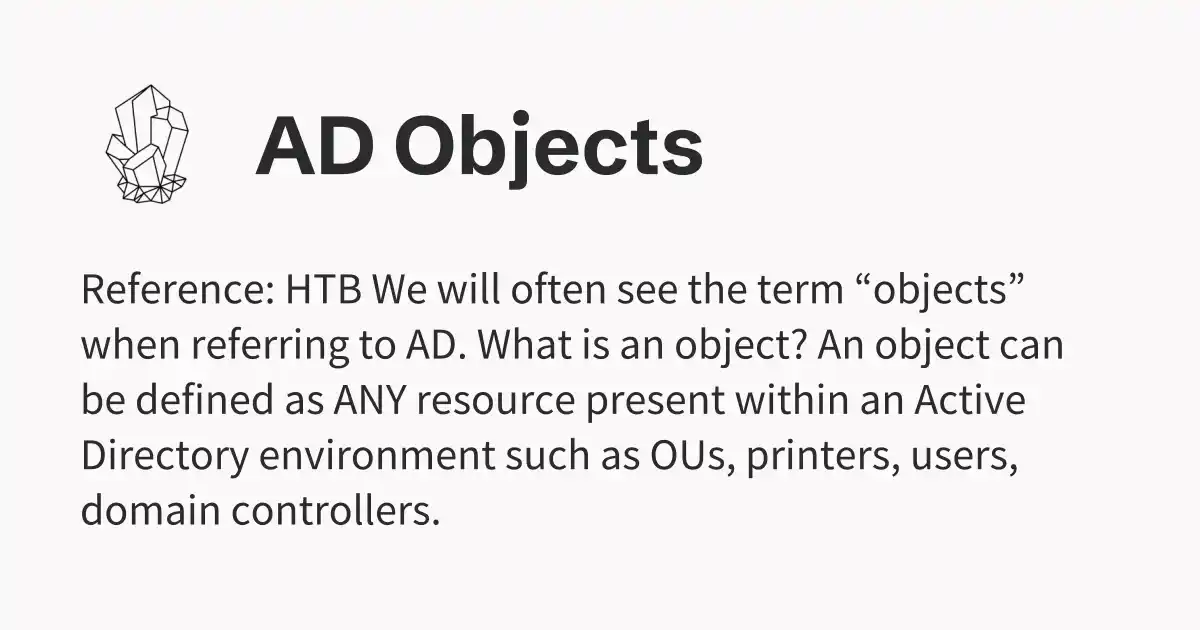 AD Objects
Reference: HTB We will often see the term “objects”
when referring to AD. What is an object? An object can
be defined as ANY resource present within an Active
Directory environment such as OUs, printers, users,
domain controllers.